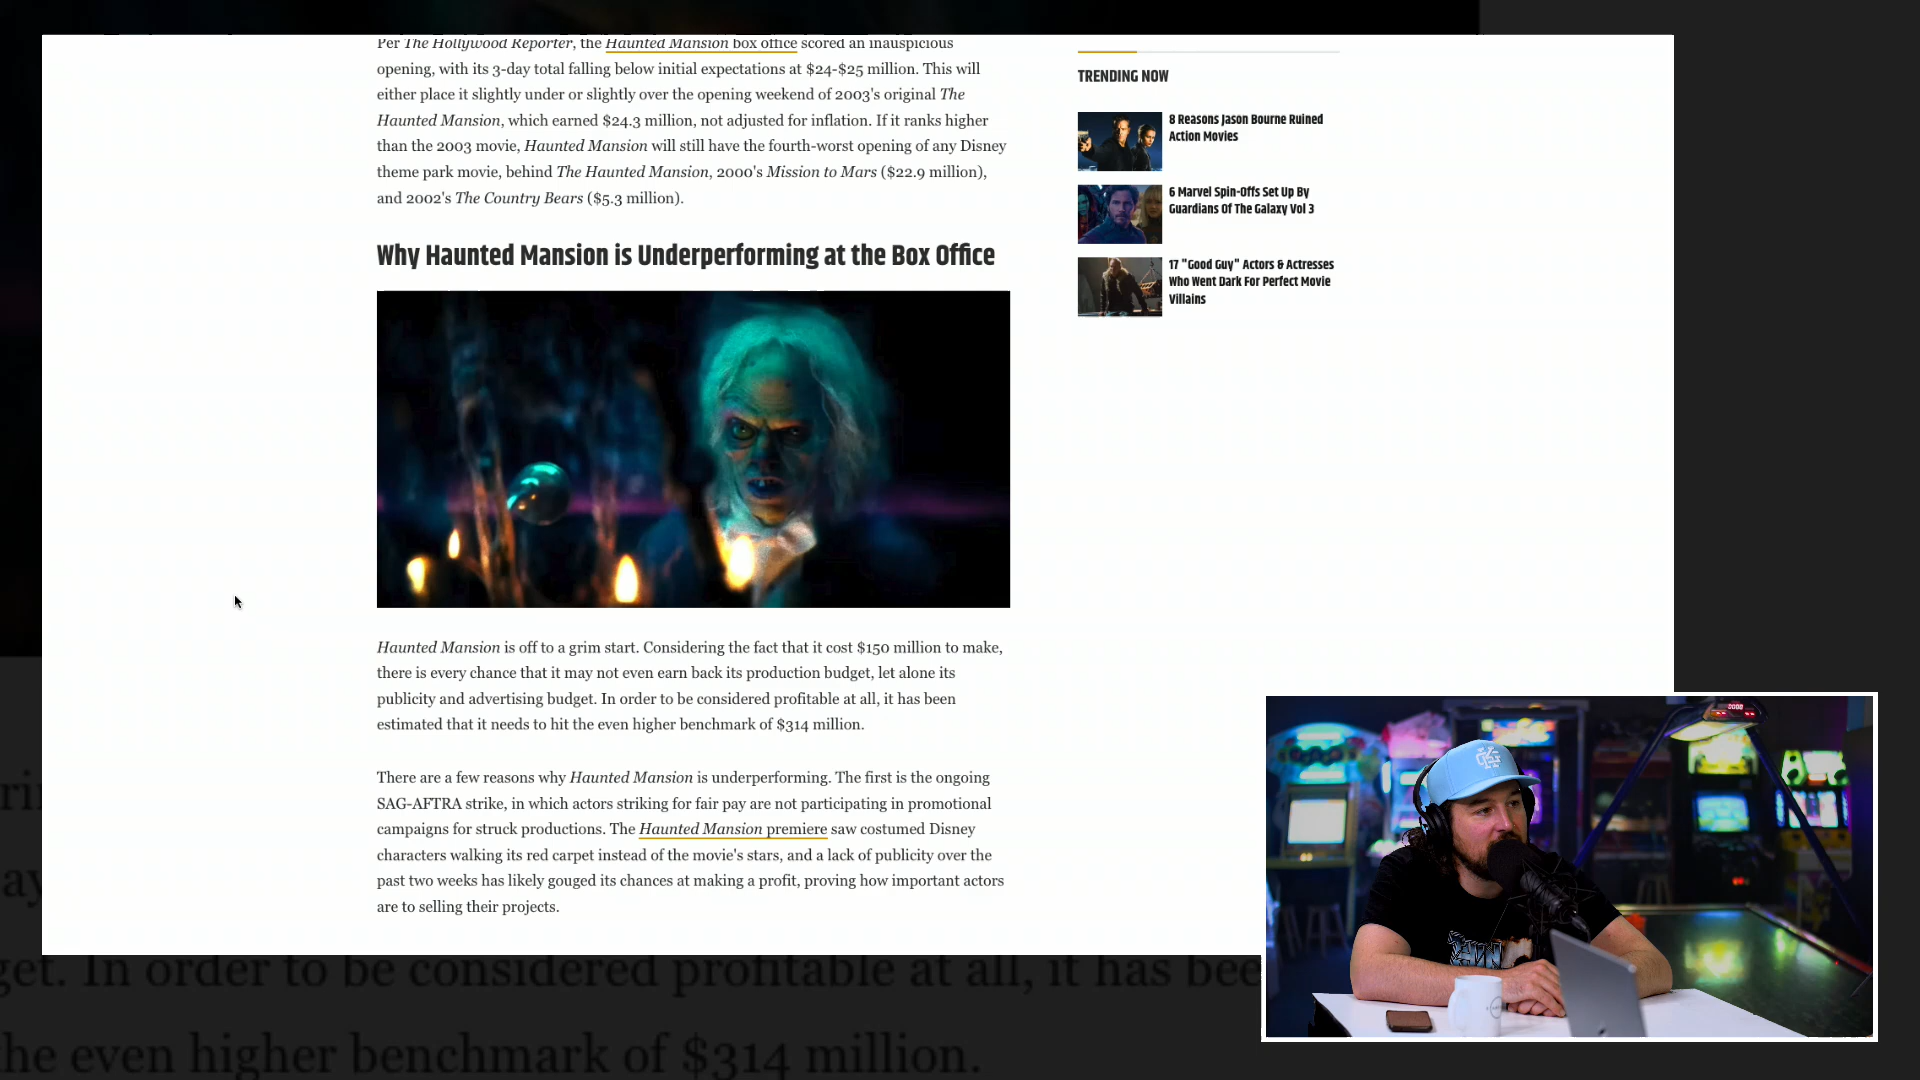 Per The Hollywood Reporter, the Haunted Mansion box office scored an inauspicious
opening, with its 3-day total falling below initial expectations at $24-$25 million. This will
either place it slightly under or slightly over the opening weekend of 2003's original The
Haunted Mansion, which earned $24.3 million, not adjusted for inflation. If it ranks higher
than the 2003 movie, Haunted Mansion will still have the fourth-worst opening of any Disney
theme park movie, behind The Haunted Mansion, 2000's Mission to Mars ($22.9 million),
and 2002's The Country Bears ($5.3 million).
Why Haunted Mansion is Underperforming at the Box Office
Haunted Mansion is off to a grim start. Considering the fact that it cost $150 million to make,
there is every chance that it may not even earn back its production budget, let alone its
publicity and advertising budget. In order to be considered profitable at all, it has been
estimated that it needs to hit the even higher benchmark of $314 million.
There are a few reasons why Haunted Mansion is underperforming. The first is the ongoing
SAG-AFTRA strike, in which actors striking for fair pay are not participating in promotional
campaigns for struck productions. The Haunted Mansion premiere saw costumed Disney
characters walking its red carpet instead of the movie's stars, and a lack of publicity over the
past two weeks has likely gouged its chances at making a profit, proving how important actors
are to selling their projects.
TRENDING NOW
8 Reasons Jason Bourne Ruined
Action Movies
6 Marvel Spin-Offs Set Up By
Guardians Of The Galaxy Vol 3
17 "Good Guy" Actors & Actresses
Who Went Dark For Perfect Movie
Villains
get. In order to be considered profitable at all, it has bee
he even higher benchmark of $314 million.